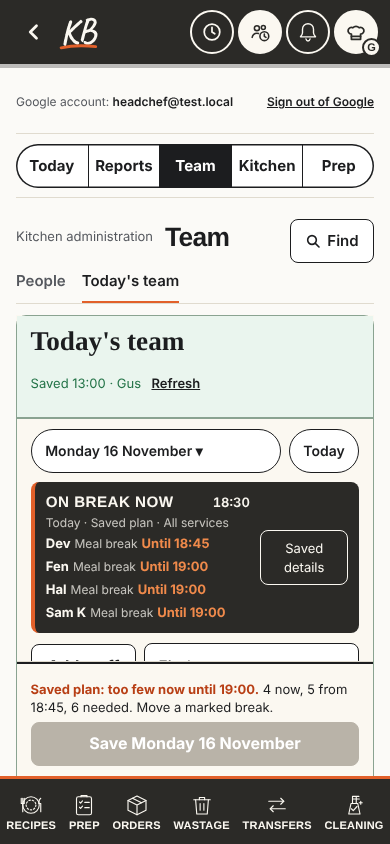 KB
G
Google account: headchef@test.local Sign out of Google
Today Reports Team Kitchen Prep
Kitchen administration Team Find
People Today's team
Today's team
Saved 13:00 · Gus Refresh
Monday 16 November ▾ Today
ON BREAK NOW 18:30
Today · Saved plan · All services
Dev Meal break Until 18:45
Fen Meal break Until 19:00
Hal Meal break Until 19:00
Sam K Meal break Until 19:00
Saved
details
Saved plan: too few now until 19:00. 4 now, 5 from
18:45, 6 needed. Move a marked break.
Save Monday 16 November
RECIPES PREP ORDERS WASTAGE TRANSFERS CLEANING